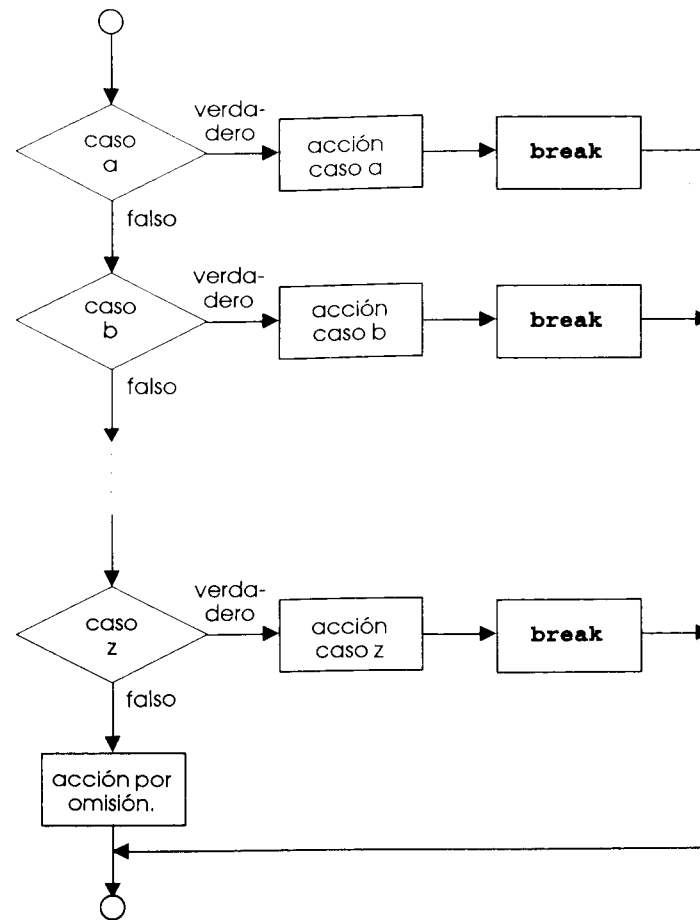 verda-
dero
caso
a
acción
caso a
break
falso
verda-
dero
caso
b
acción
caso b
break
falso
verda-
dero
caso
z
acción
caso z
break
falso
acción por
omisión.